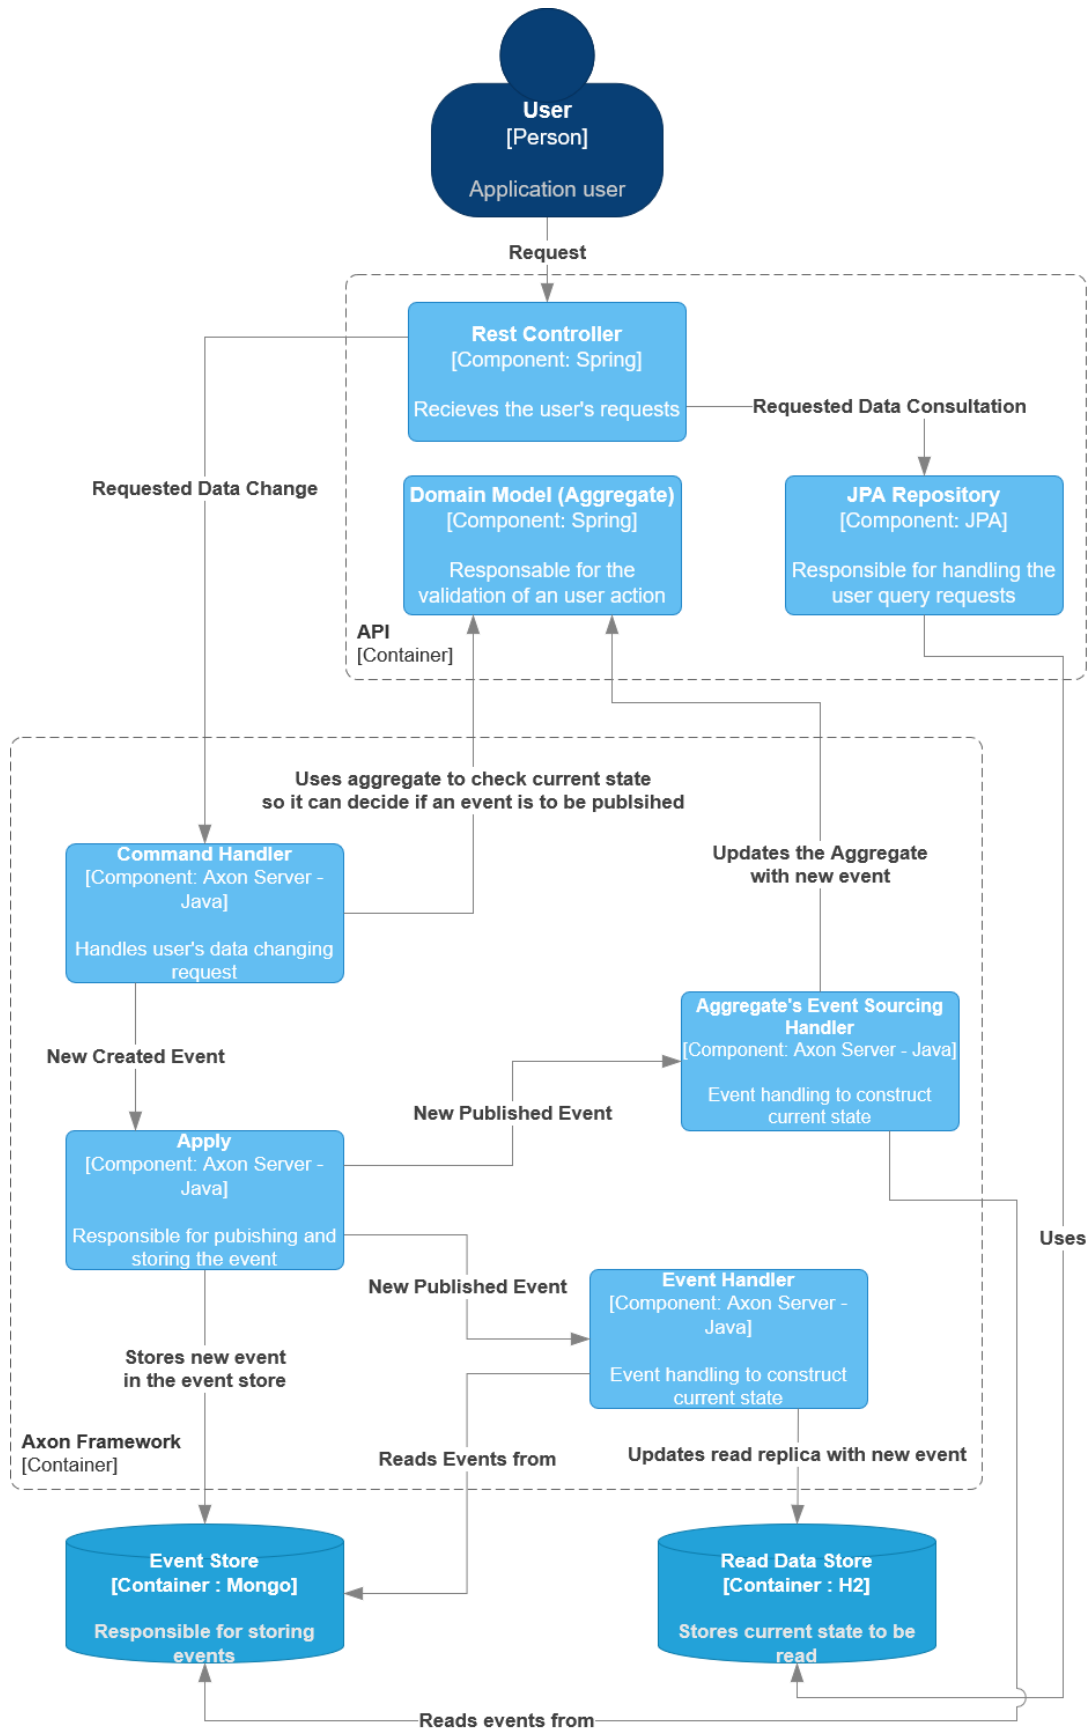 User
[Person]
Application user
Request
Rest Controller
[Component: Spring]
Recieves the user's requests
Requested Data Consultation
Requested Data Change
Domain Model (Aggregate)
[Component: Spring]
Responsable for the
validation of an user action
JPA Repository
[Component: JPA]
Responsible for handling the
user query requests
API
[Container]
Uses aggregate to check current state
so it can decide if an event is to be publsihed
Command Handler
[Component: Axon Server -
Java]
Handles user's data changing
request
Updates the Aggregate
with new event
Aggregate's Event Sourcing
Handler
[Component: Axon Server - Java]
Event handling to construct
current state
New Created Event
New Published Event
Apply
[Component: Axon Server -
Java]
Responsible for pubishing and
storing the event
Uses
New Published Event
Event Handler
[Component: Axon Server -
Java]
Event handling to construct
current state
Stores new event
in the event store
Axon Framework
[Container]
Reads Events from
Updates read replica with new event
Event Store
[Container : Mongo]
Responsible for storing
events
Read Data Store
[Container : H2]
Stores current state to be
read
Reads events from